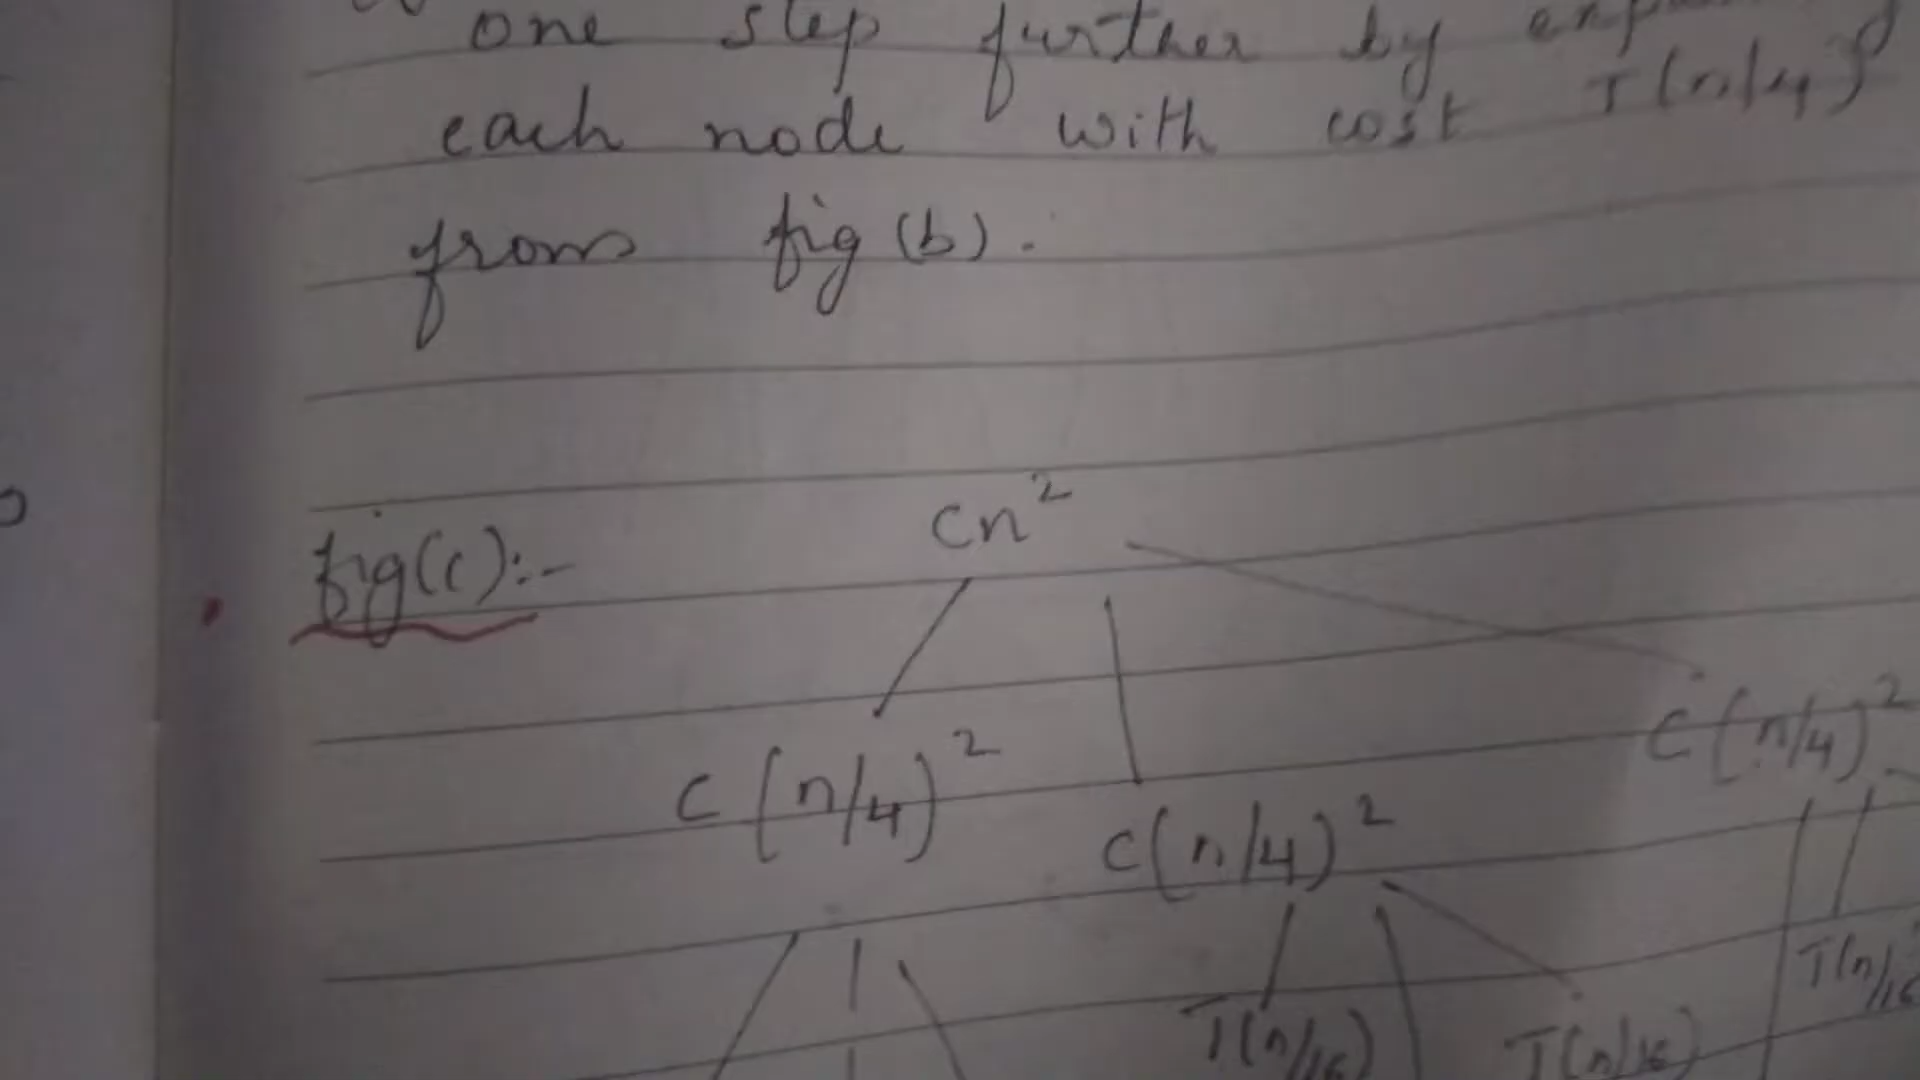 one step further by
each node with cost T(n/4)
from fig(b).
fig(c):-
Cn²
C(n/4)²
C(n/4)²
C(n/4)²
T(n/16)
T(n/16)
T(n/16